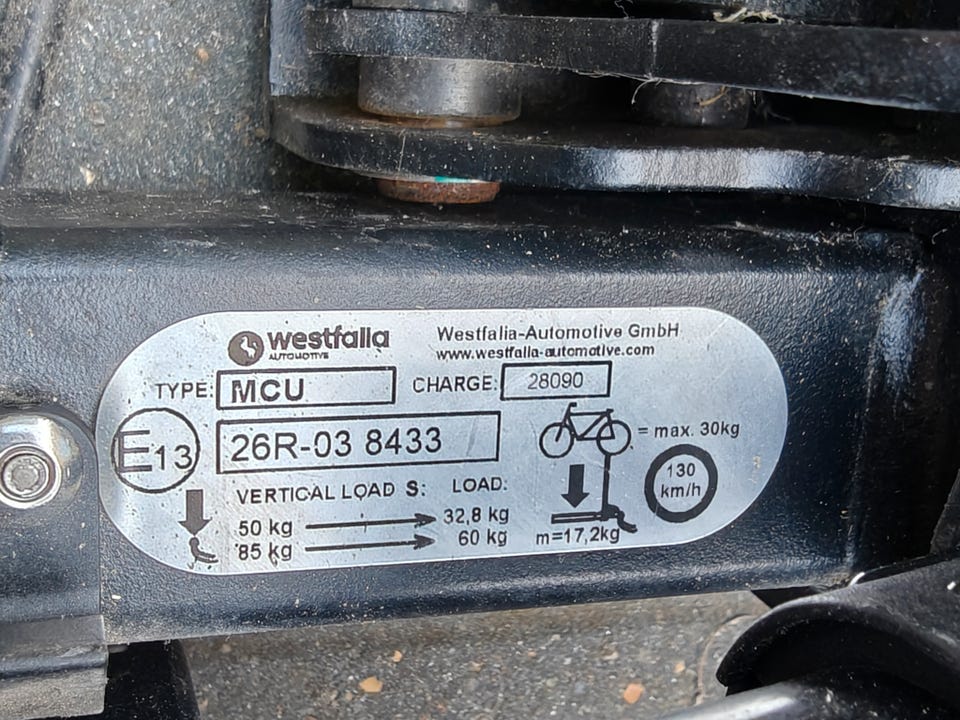 westfalia
AUTOMOTIVE
Westfalia-Automotive GmbH
www.westfalia-automotive.com
TYPE: MCU CHARGE: 28090
E13 26R-03 8433
= max. 30kg
130
km/h
VERTICAL LOAD S: LOAD:
50 kg 32,8 kg
85 kg 60 kg
m=17,2kg